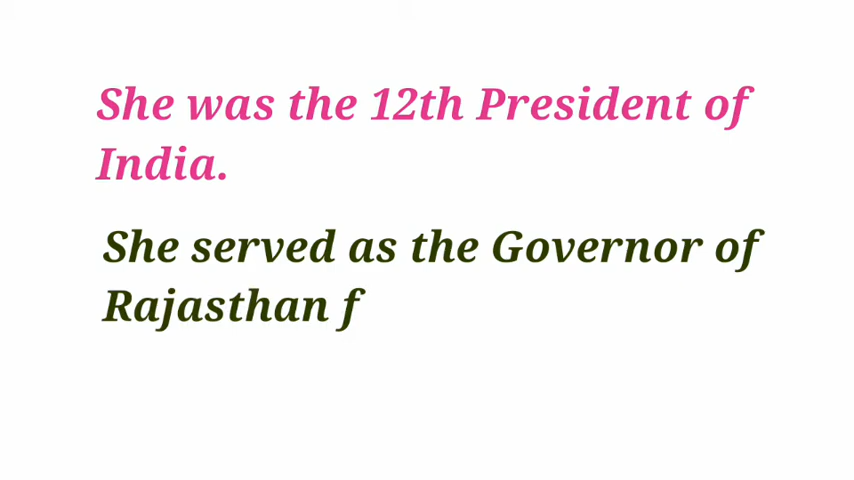 She was the 12th President of
India.
She served as the Governor of
Rajasthan f